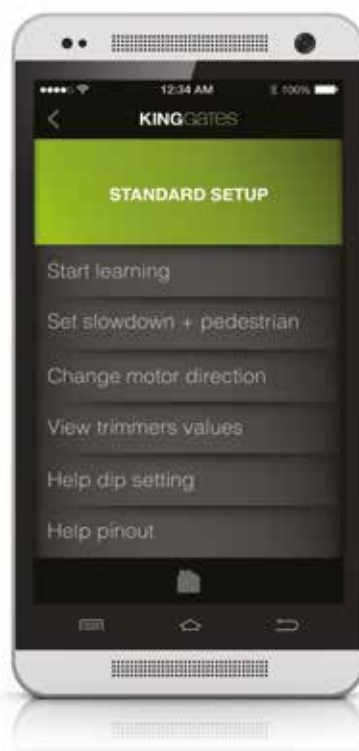 12:34 AM 100%
KINGGates
STANDARD SETUP
Start learning
Set slowdown + pedestrian
Change motor direction
View trimmers values
Help dip setting
Help pinout